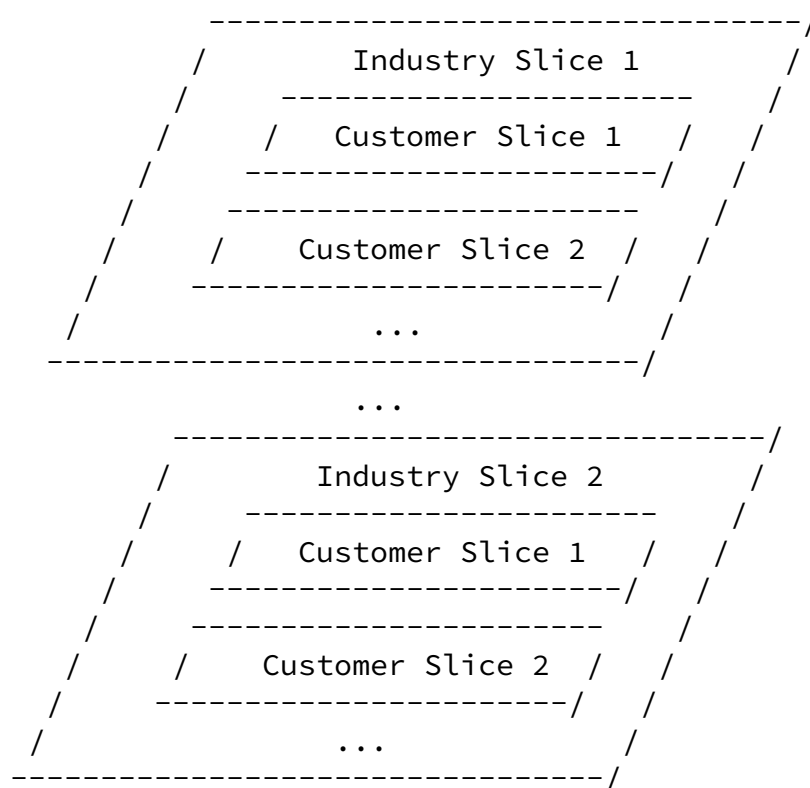 Industry Slice 1
Customer Slice 1
Customer Slice 2
...
...
Industry Slice 2
Customer Slice 1
Customer Slice 2
...